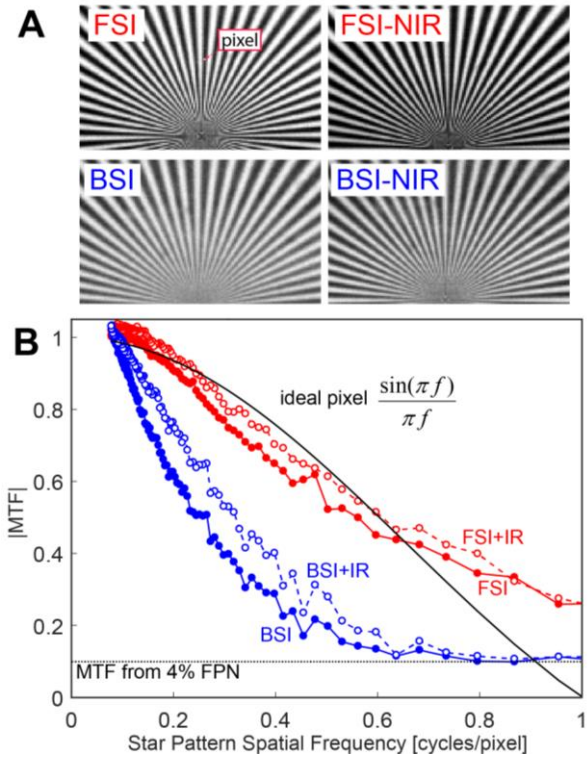 A
FSI
pixel
FSI-NIR
BSI
BSI-NIR
B
ideal pixel sin(πf)
πf
FSI+IR
FSI
BSI+IR
BSI
MTF from 4% FPN
|MTF|
1
0.8
0.6
0.4
0.2
0
0
0.2
0.4
0.6
0.8
1
Star Pattern Spatial Frequency [cycles/pixel]